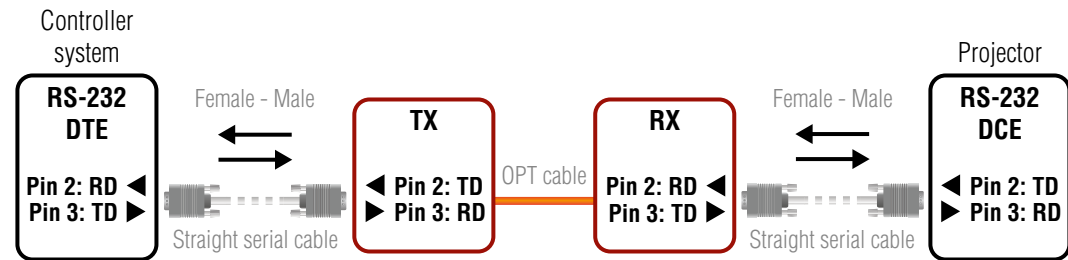 Controller
system
RS-232
DTE
Pin 2: RD
Pin 3: TD
Female - Male
Straight serial cable
TX
Pin 2: TD
Pin 3: RD
OPT cable
RX
Pin 2: RD
Pin 3: TD
Female - Male
Straight serial cable
Projector
RS-232
DCE
Pin 2: TD
Pin 3: RD